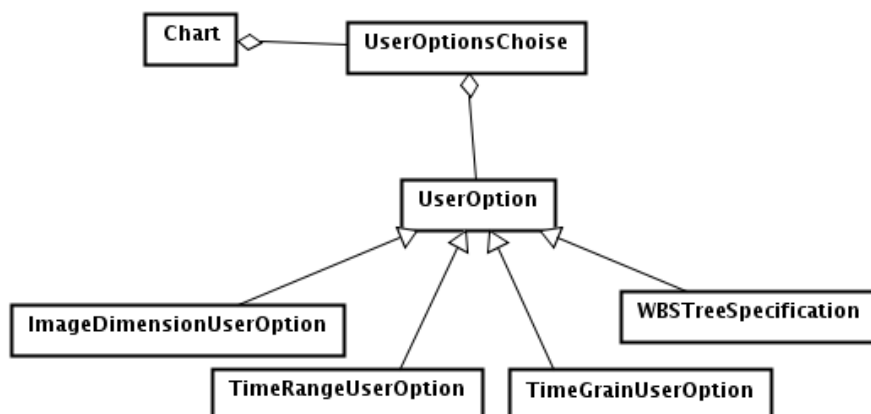 Chart
UserOptionsChoise
UserOption
ImageDimensionUserOption
WBSTreeSpecification
TimeRangeUserOption
TimeGrainUserOption